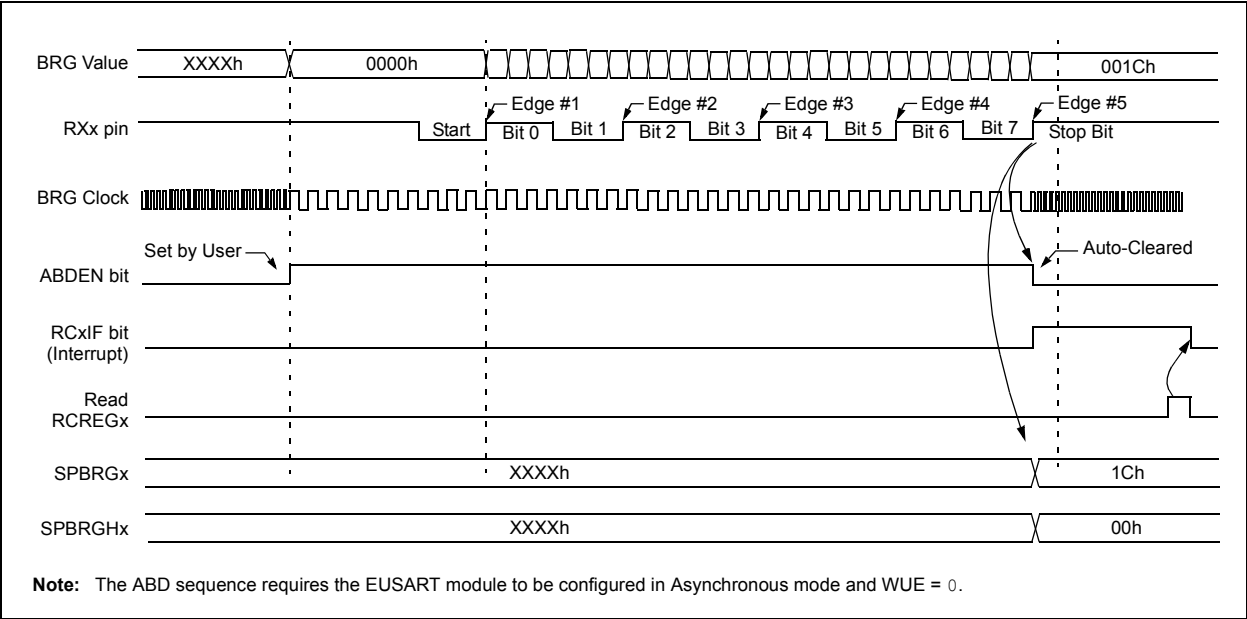 BRG Value XXXXh 0000h 001Ch
Edge #1 Edge #2 Edge #3 Edge #4 Edge #5
RXx pin Start Bit 0 Bit 1 Bit 2 Bit 3 Bit 4 Bit 5 Bit 6 Bit 7 Stop Bit
BRG Clock
Set by User Auto-Cleared
ABDEN bit
RCxIF bit
(Interrupt)
Read
RCREGx
SPBRGx XXXXh 1Ch
SPBRGHx XXXXh 00h
Note: The ABD sequence requires the EUSART module to be configured in Asynchronous mode and WUE = 0.